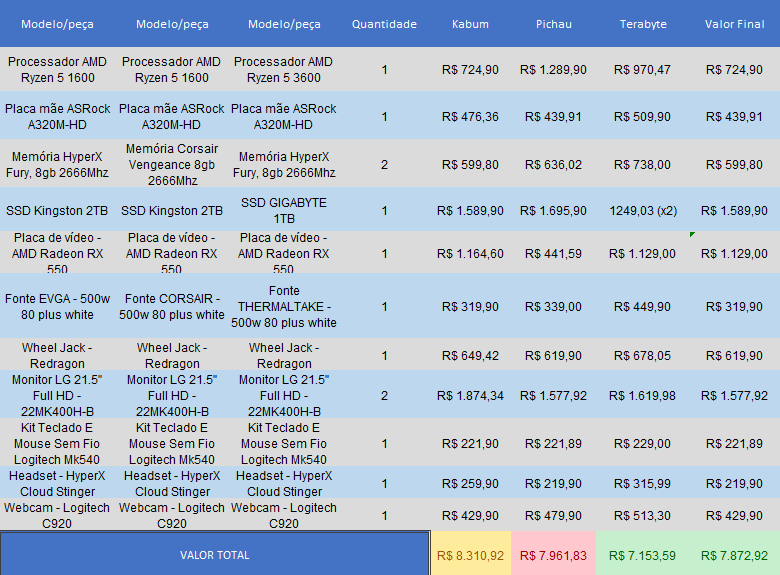 Modelo/peça Modelo/peça Modelo/peça Quantidade Kabum Pichau Terabyte Valor Final
Processador AMD Processador AMD Processador AMD
Ryzen 5 1600 Ryzen 5 1600 Ryzen 5 3600 1 R$ 724,90 R$ 1.289,90 R$ 970,47 R$ 724,90
Placa mãe ASRock Placa mãe ASRock Placa mãe ASRock
A320M-HD A320M-HD A320M-HD 1 R$ 476,36 R$ 439,91 R$ 509,90 R$ 439,91
Memória HyperX Memória Corsair Memória HyperX
Fury, 8gb 2666Mhz Vengeance 8gb Fury, 8gb 2666Mhz 2 R$ 599,80 R$ 636,02 R$ 738,00 R$ 599,80
2666Mhz
SSD Kingston 2TB SSD Kingston 2TB SSD GIGABYTE 1 R$ 1.589,90 R$ 1.695,90 1249,03 (x2) R$ 1.589,90
1TB
Placa de vídeo - Placa de vídeo - Placa de vídeo -
AMD Radeon RX AMD Radeon RX AMD Radeon RX 1 R$ 1.164,60 R$ 441,59 R$ 1.129,00 R$ 1.129,00
550 550 550
Fonte EVGA - 500w Fonte CORSAIR - Fonte
80 plus white 500w 80 plus white THERMALTAKE - 1 R$ 319,90 R$ 339,00 R$ 449,90 R$ 319,90
500w 80 plus white
Wheel Jack - Wheel Jack - Wheel Jack -
Redragon Redragon Redragon 1 R$ 649,42 R$ 619,90 R$ 678,05 R$ 619,90
Monitor LG 21.5" Monitor LG 21.5" Monitor LG 21.5"
Full HD - Full HD - Full HD - 2 R$ 1.874,34 R$ 1.577,92 R$ 1.619,98 R$ 1.577,92
22MK400H-B 22MK400H-B 22MK400H-B
Kit Teclado E Kit Teclado E Kit Teclado E
Mouse Sem Fio Mouse Sem Fio Mouse Sem Fio 1 R$ 221,90 R$ 221,89 R$ 229,00 R$ 221,89
Logitech Mk540 Logitech Mk540 Logitech Mk540
Headset - HyperX Headset - HyperX Headset - HyperX
Cloud Stinger Cloud Stinger Cloud Stinger 1 R$ 259,90 R$ 219,90 R$ 315,99 R$ 219,90
Webcam - Logitech Webcam - Logitech Webcam - Logitech
C920 C920 C920 1 R$ 429,90 R$ 479,90 R$ 513,30 R$ 429,90
VALOR TOTAL R$ 8.310,92 R$ 7.961,83 R$ 7.153,59 R$ 7.872,92